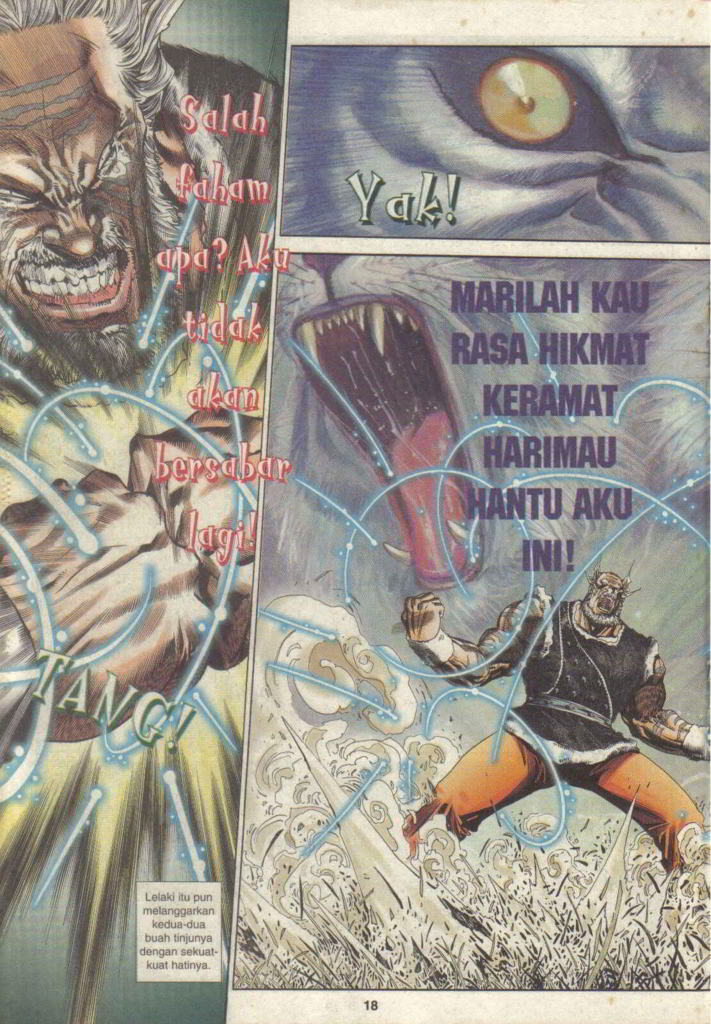 Salah
faham
apa? Aku
tidak
akan
bersabar
lagi!
TANG!
Lelaki itu pun
melanggarkan
kedua-dua
buah tinjunya
dengan sekuat-
kuat hatinya.
Yak!
MARILAH KAU
RASA HIKMAT
KERAMAT
HARIMAU
HANTU AKU
INI!
18